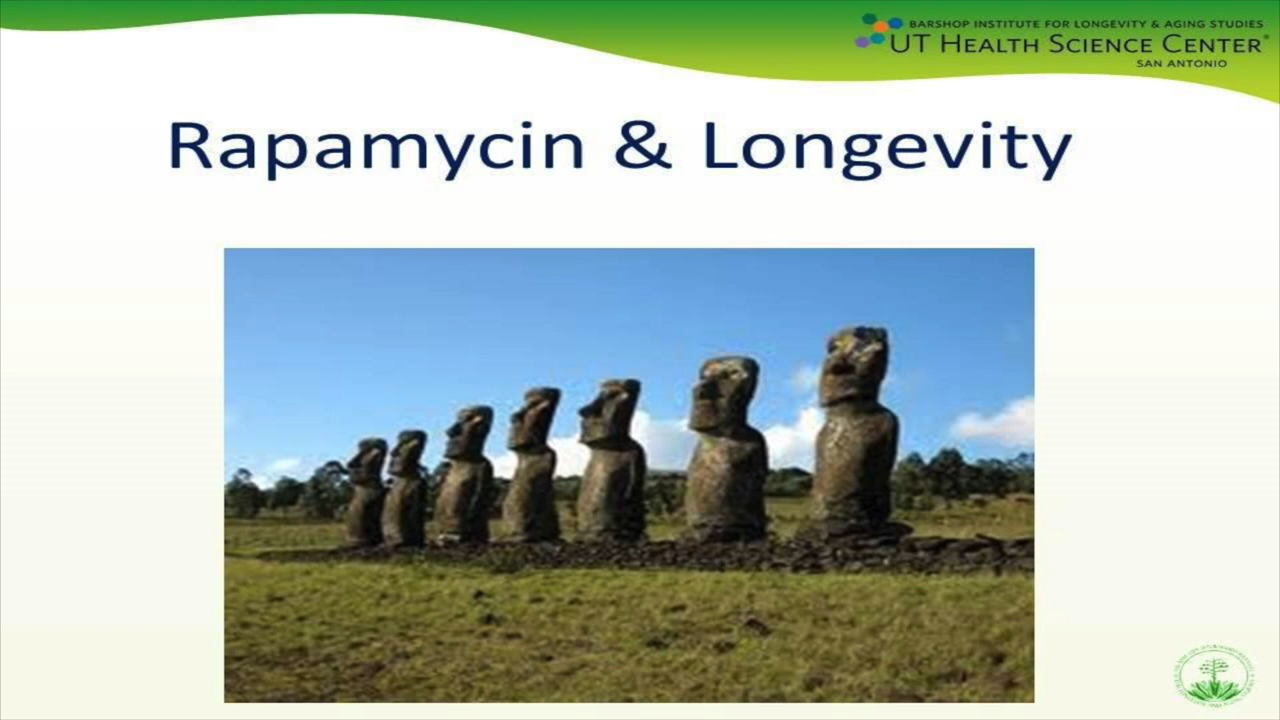 BARSHOP INSTITUTE FOR LONGEVITY & AGING STUDIES
UT HEALTH SCIENCE CENTER®
SAN ANTONIO
Rapamycin & Longevity